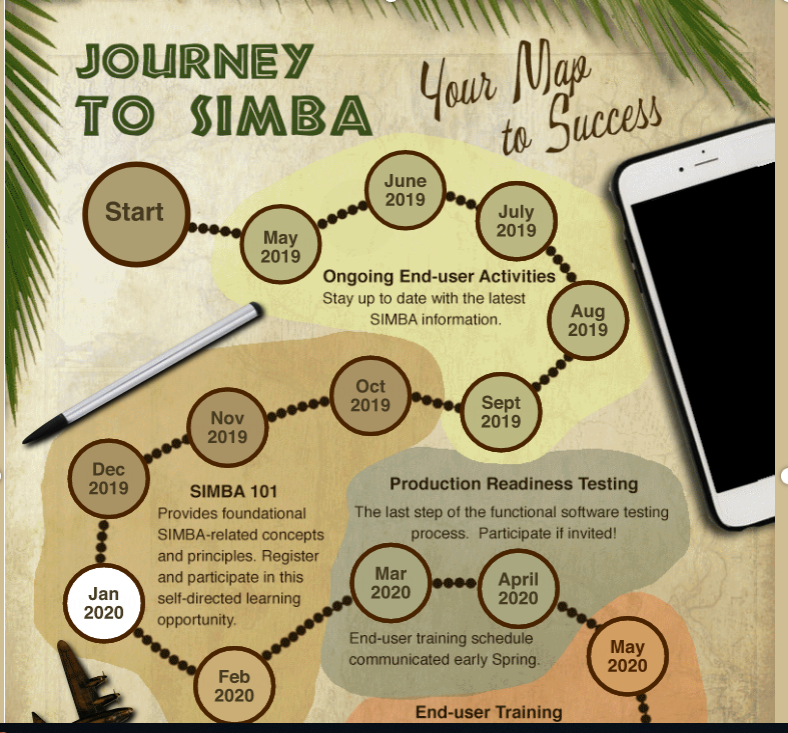 JOURNEY
TO SIMBA
Your Map
to Success
Start
May
2019
June
2019
July
2019
Ongoing End-user Activities
Stay up to date with the latest
SIMBA information.
Aug
2019
Sept
2019
Oct
2019
Nov
2019
Dec
2019
SIMBA 101
Provides foundational
SIMBA-related concepts
and principles. Register
and participate in this
self-directed learning
opportunity.
Jan
2020
Feb
2020
Production Readiness Testing
The last step of the functional software testing
process. Participate if invited!
Mar
2020
April
2020
End-user training schedule
communicated early Spring.
May
2020
End-user Training